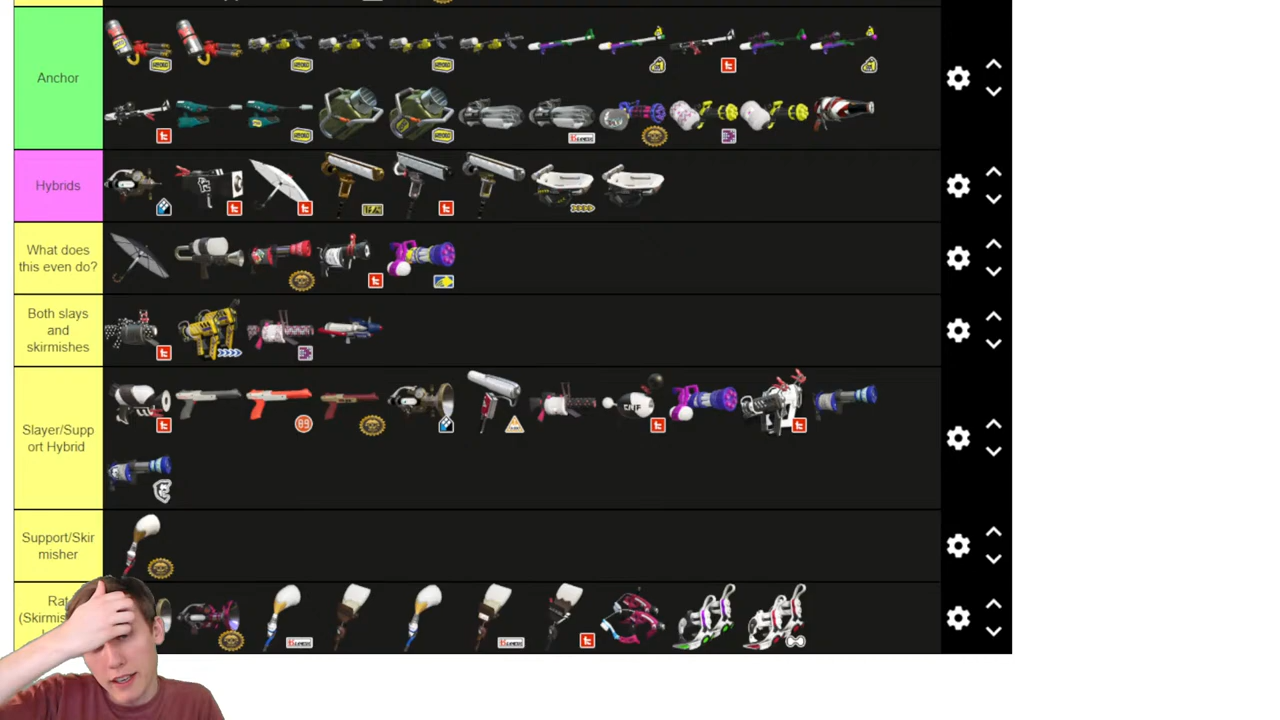 Anchor
Hybrids
What does
this even do?
Both slays
and
skirmishes
Slayer/Supp
ort Hybrid
Support/Skir
misher
Rat
(Skirmis